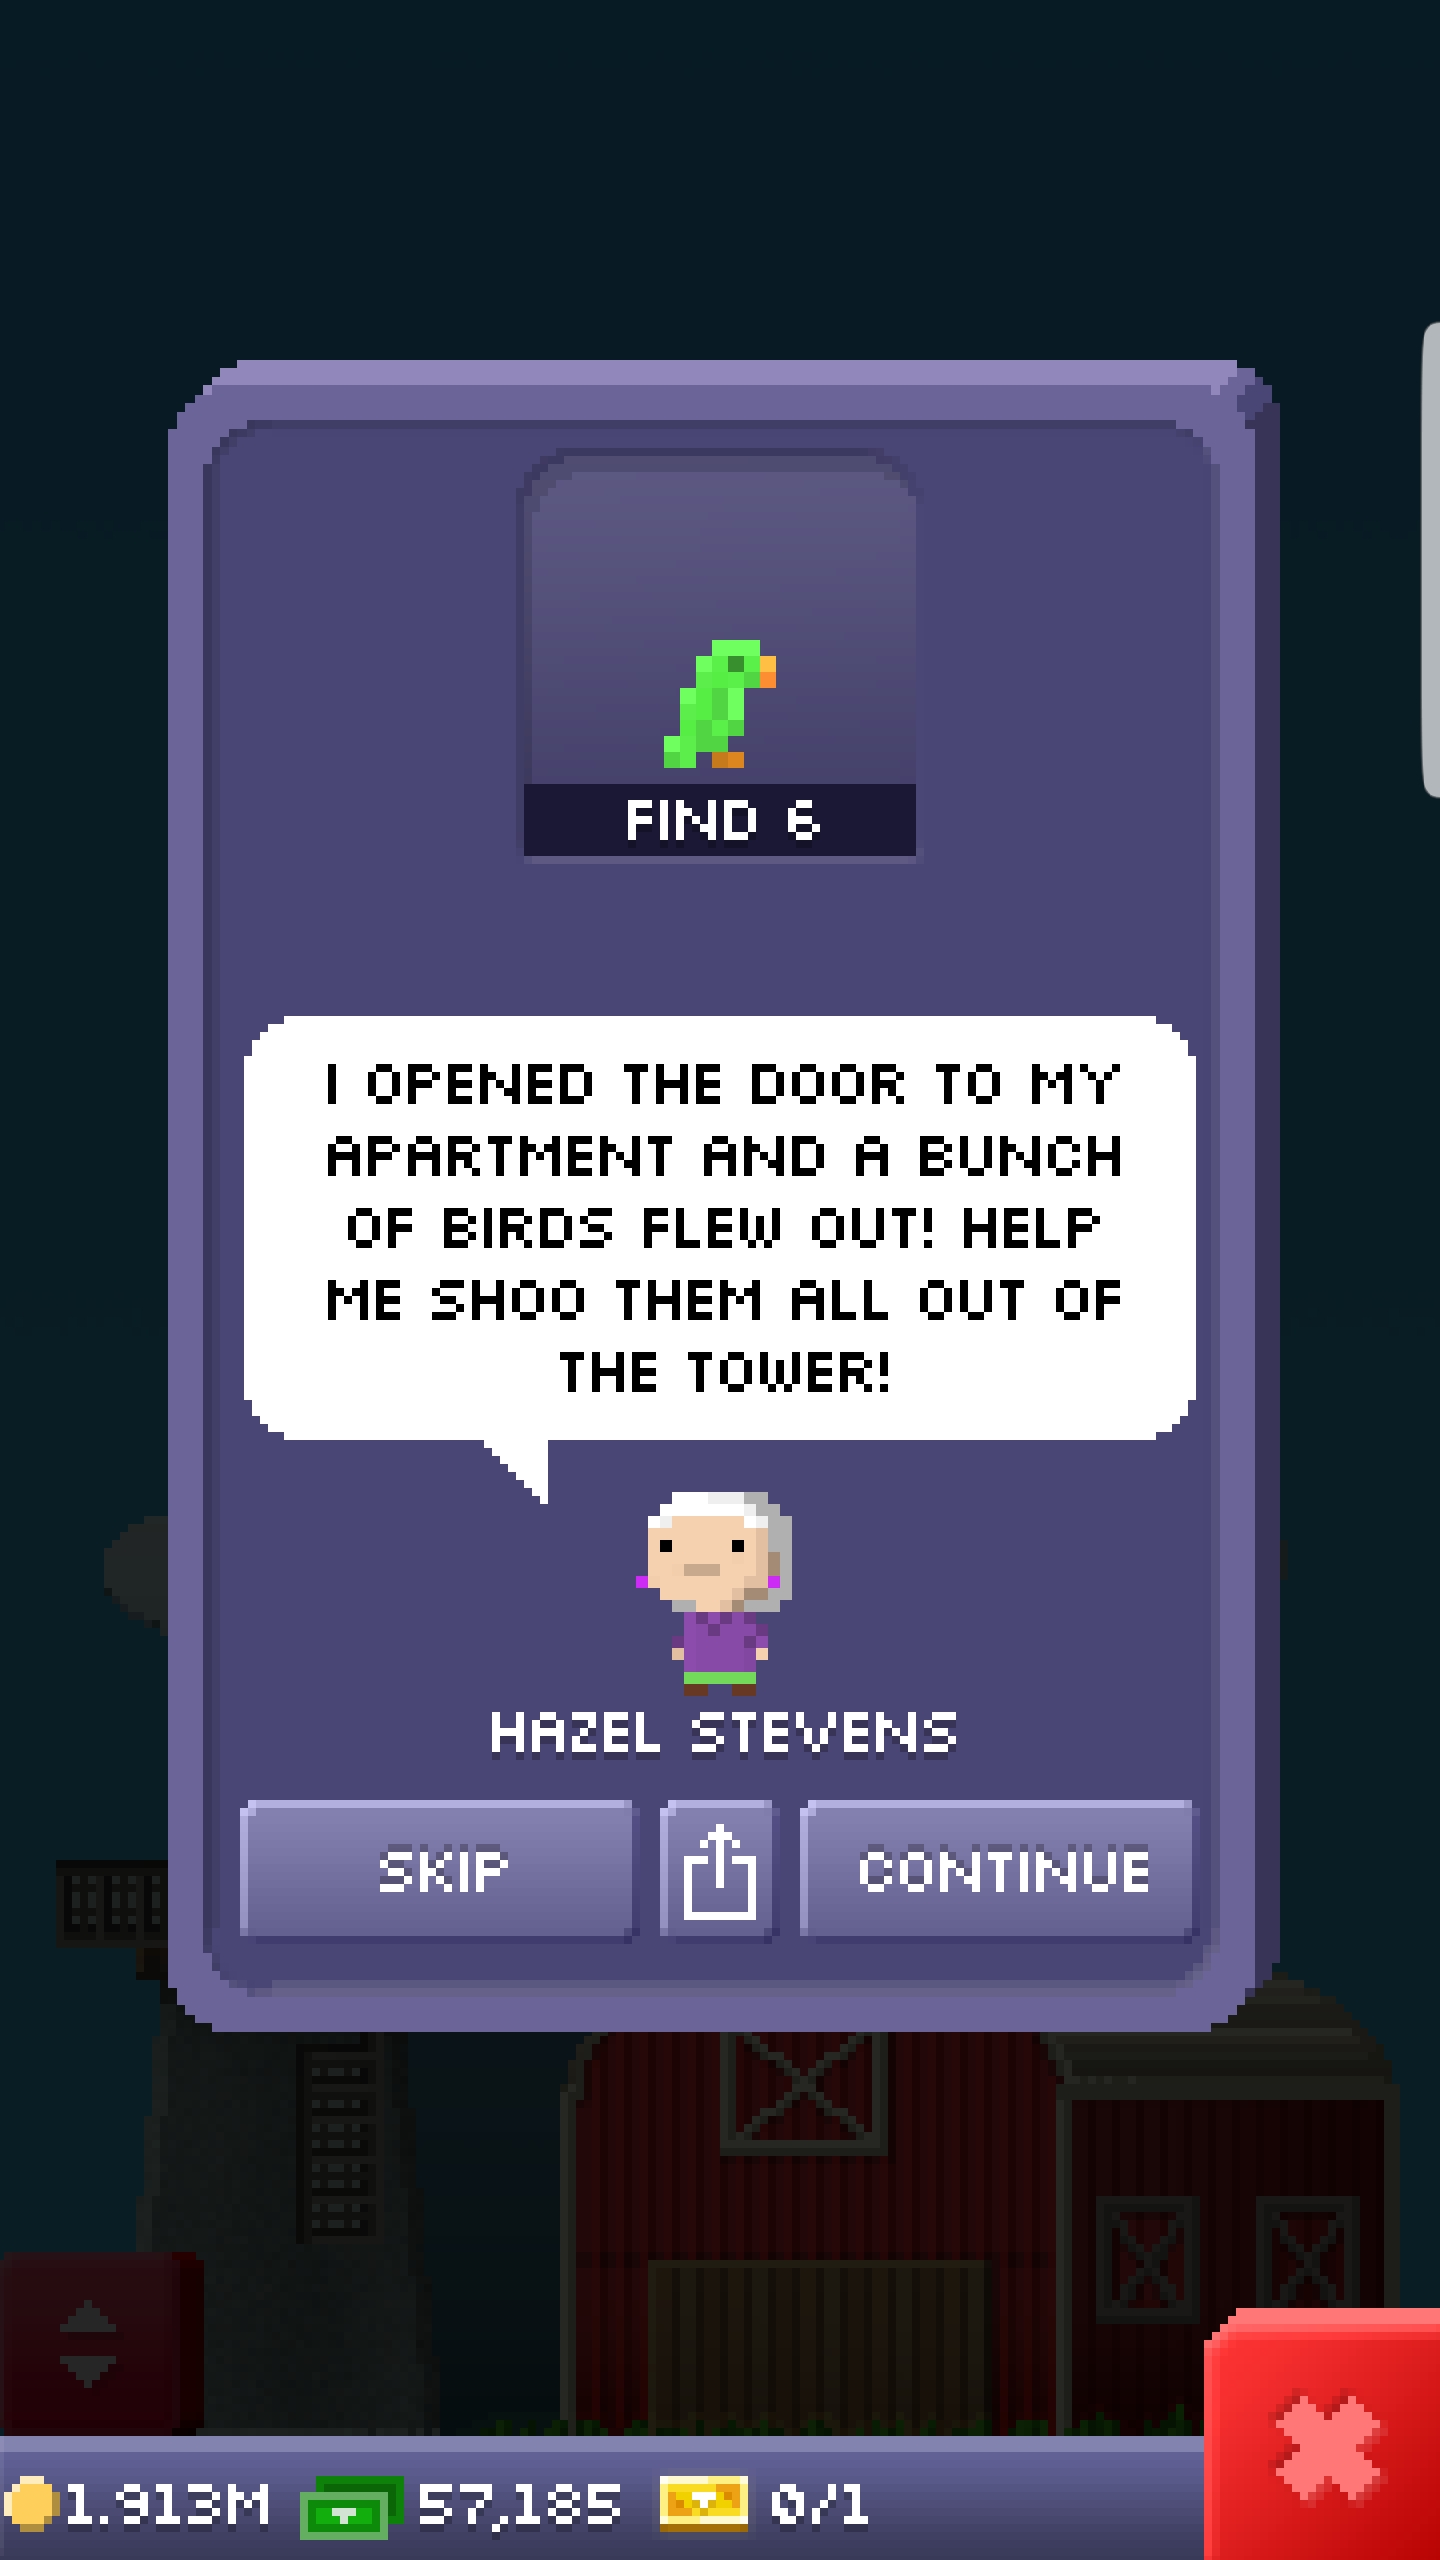 FIND 6
I OPENED THE DOOR TO MY
APARTMENT AND A BUNCH
OF BIRDS FLEW OUT! HELP
ME SHOO THEM ALL OUT OF
THE TOWER!
HAZEL STEVENS
SKIP
CONTINUE
1.913M 57,185 0/1